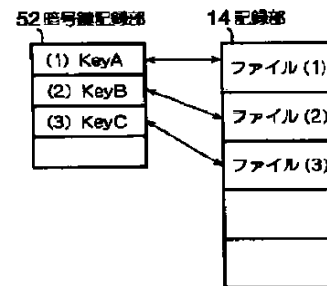 52 暗号鍵記録部
14 記録部
(1) KeyA
(2) KeyB
(3) KeyC
ファイル (1)
ファイル (2)
ファイル (3)